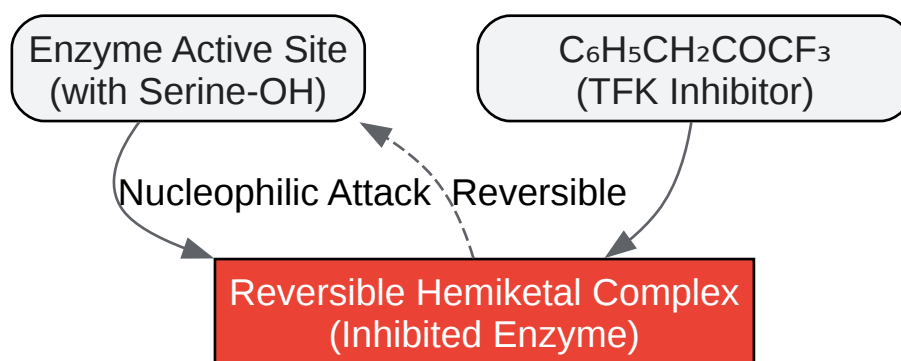 Enzyme Active Site
(with Serine-OH)
C₆H₅CH₂COCF₃
(TFK Inhibitor)
Nucleophilic Attack
Reversible
Reversible Hemiketal Complex
(Inhibited Enzyme)